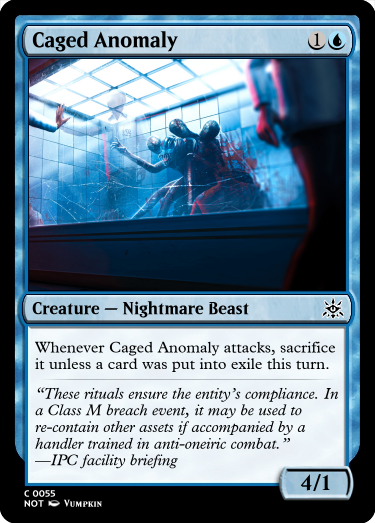 Caged Anomaly 1
Creature — Nightmare Beast
Whenever Caged Anomaly attacks, sacrifice
it unless a card was put into exile this turn.
“These rituals ensure the entity’s compliance. In
a Class M breach event, it may be used to
re-contain other assets if accompanied by a
handler trained in anti-oneiric combat.”
—IPC facility briefing
4/1
C 0055
NOT Vumpkin